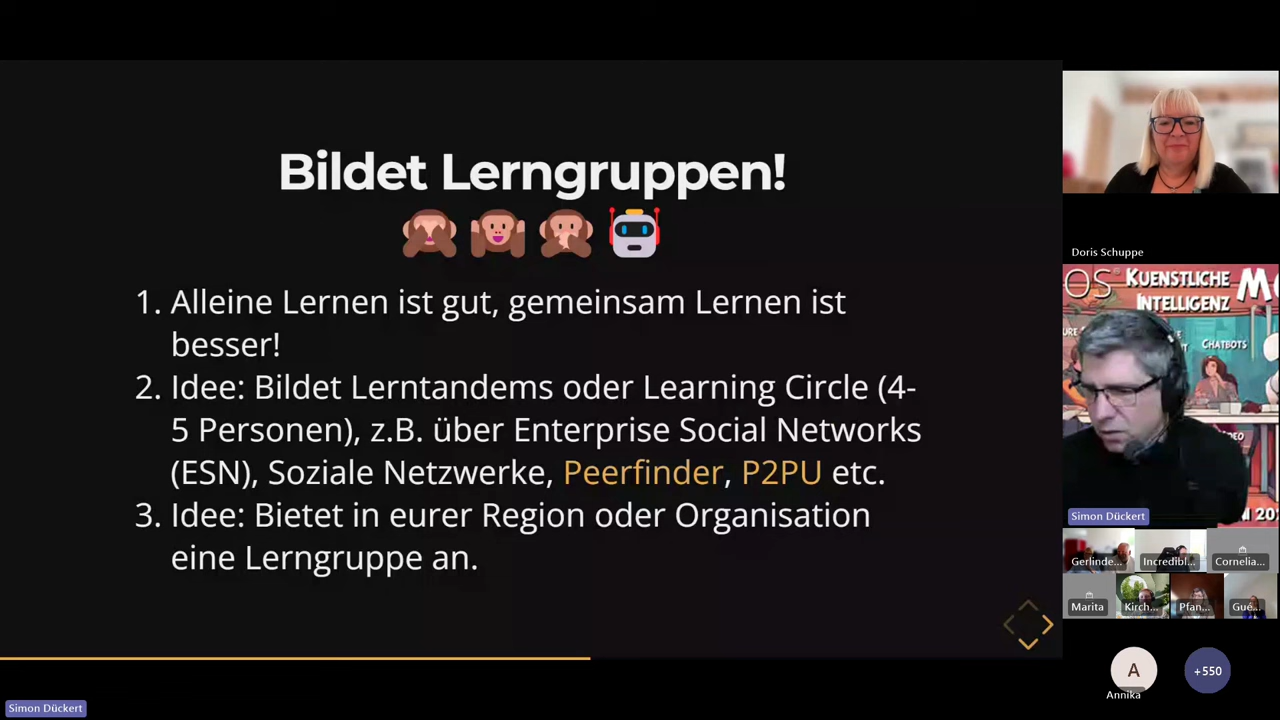 Bildet Lerngruppen!
1. Alleine Lernen ist gut, gemeinsam Lernen ist
besser!
2. Idee: Bildet Lerntandems oder Learning Circle (4-
5 Personen), z.B. über Enterprise Social Networks
(ESN), Soziale Netzwerke, Peerfinder, P2PU etc.
3. Idee: Bietet in eurer Region oder Organisation
eine Lerngruppe an.
Simon Dückert
Doris Schuppe
OS KUENSTLICHE MO
INTELLIGENZ
CHATBOTS
Simon Dückert
Gerlinde...
Incredibl...
Cornelia...
Marita
Kirch...
Pfan...
Gué...
A
+550
Annika